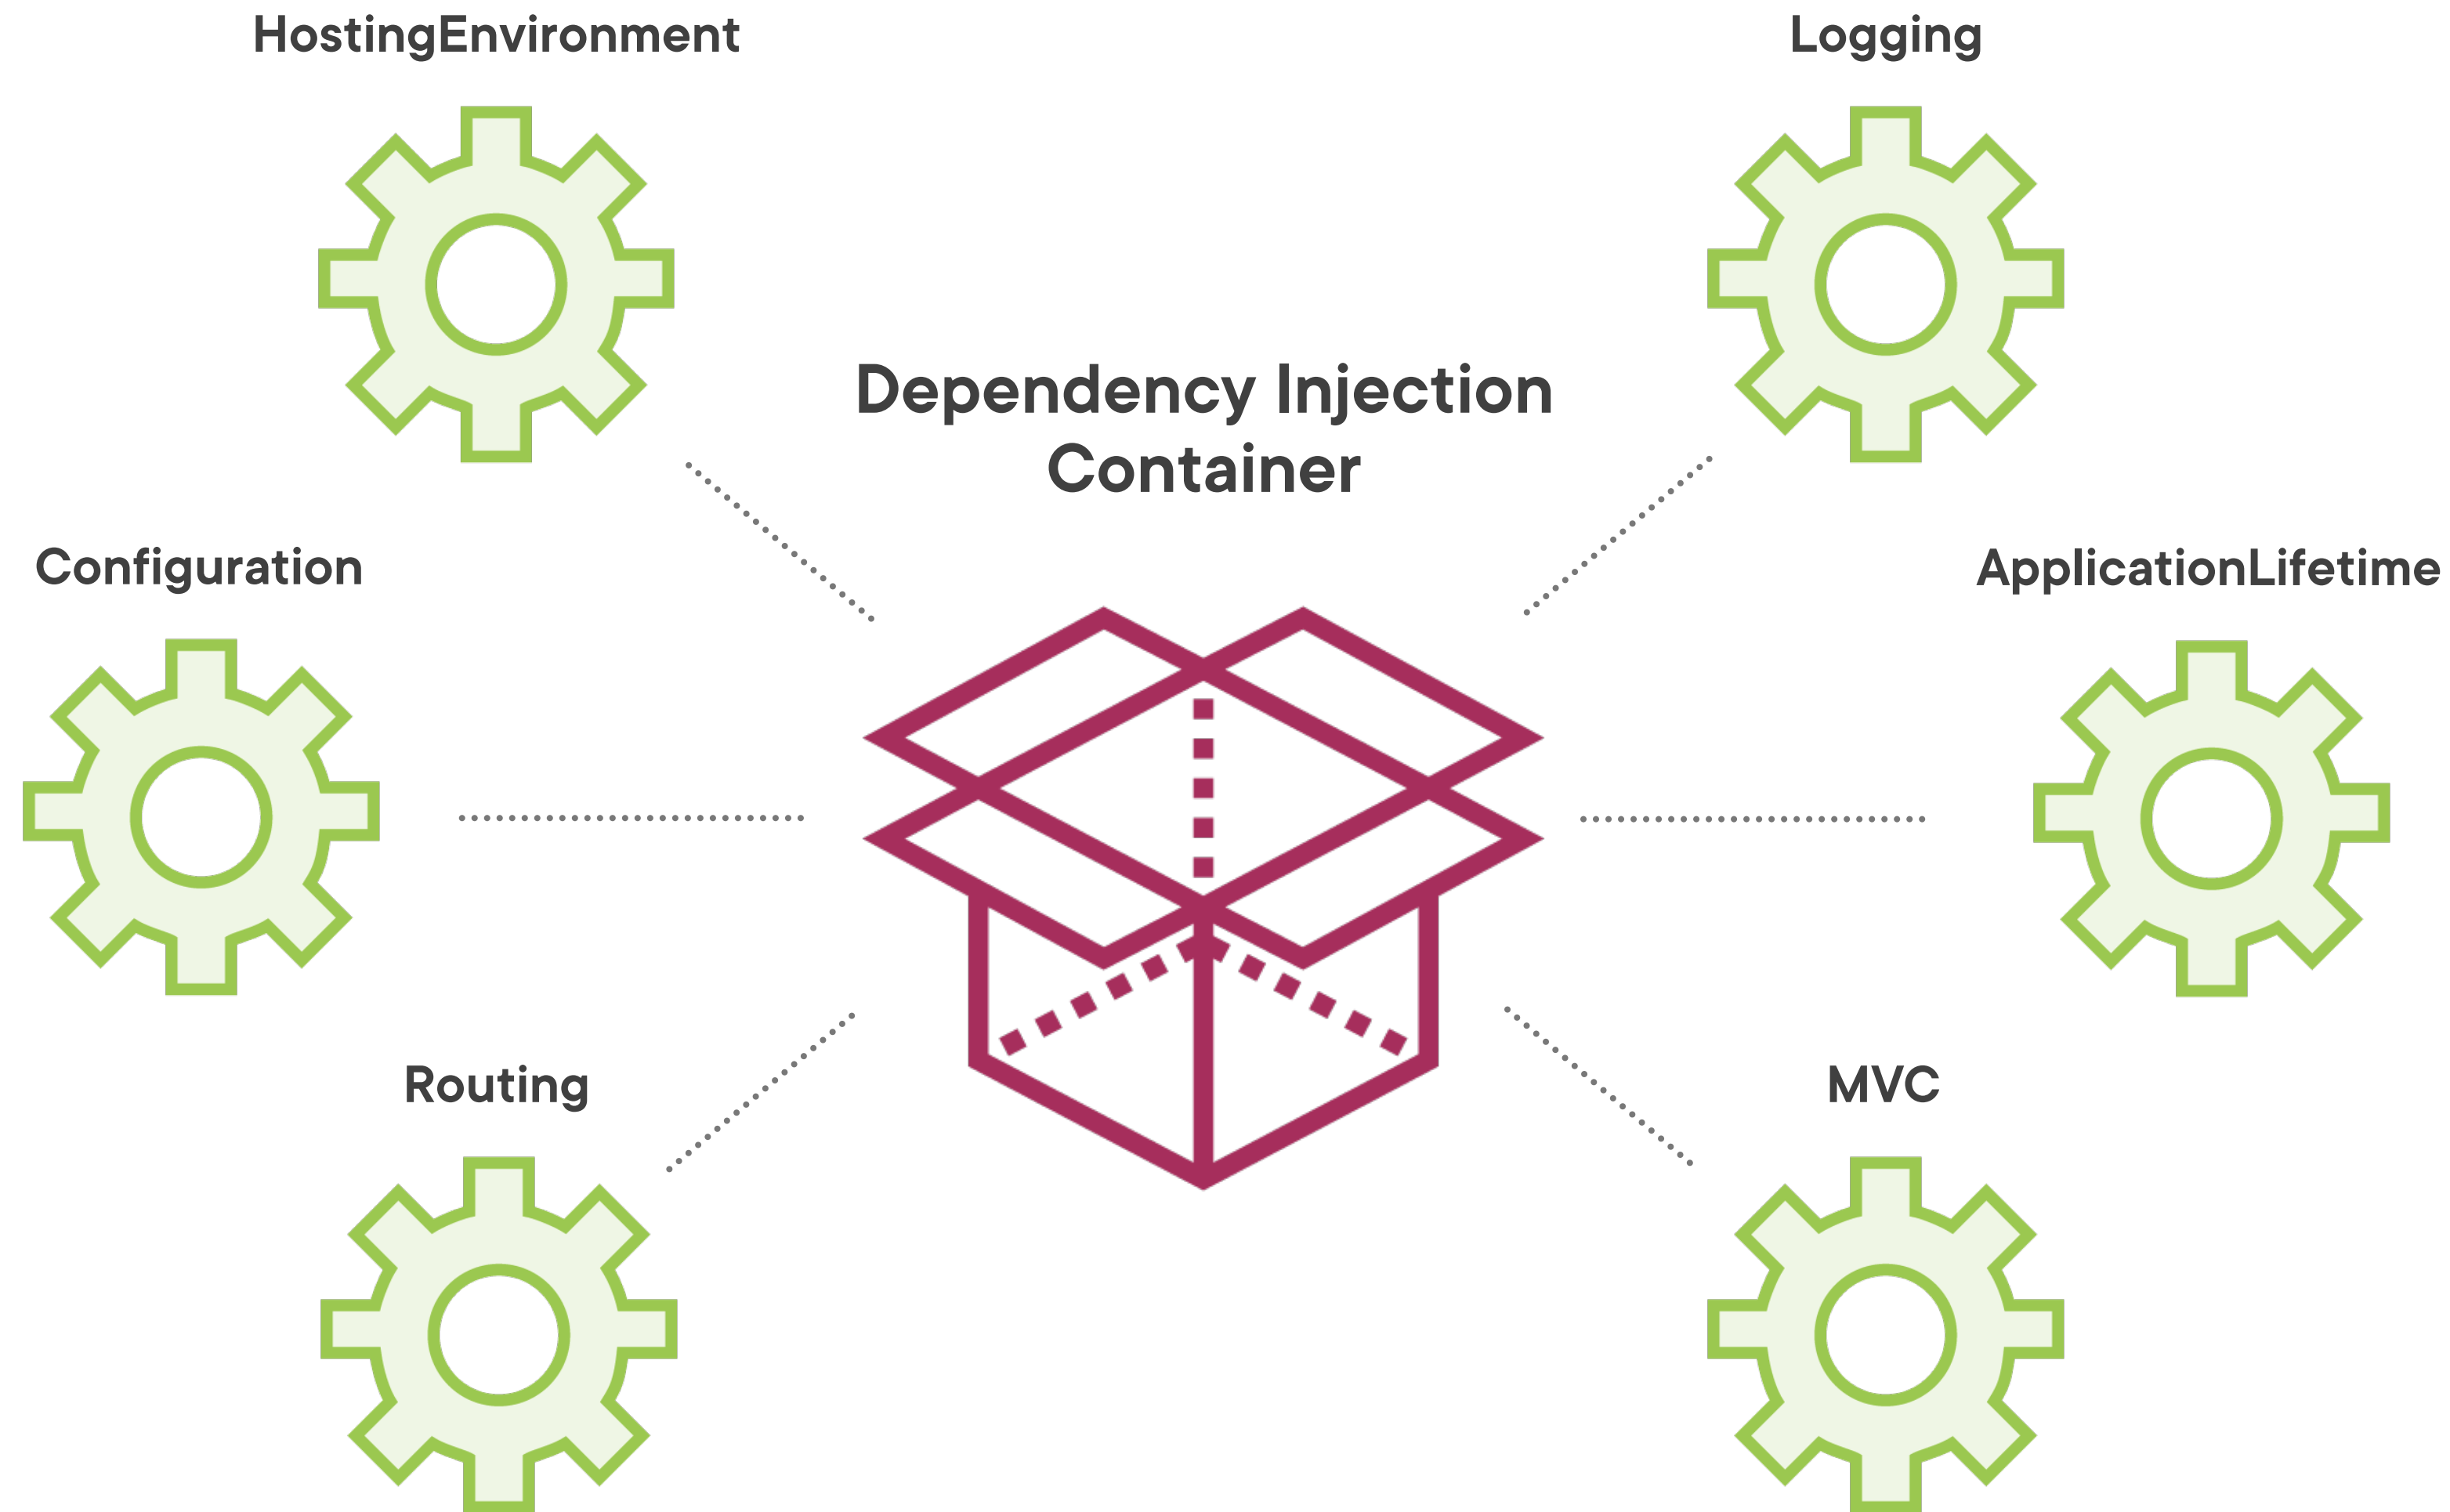 HostingEnvironment
Logging
Dependency Injection
Container
Configuration
ApplicationLifetime
Routing
MVC